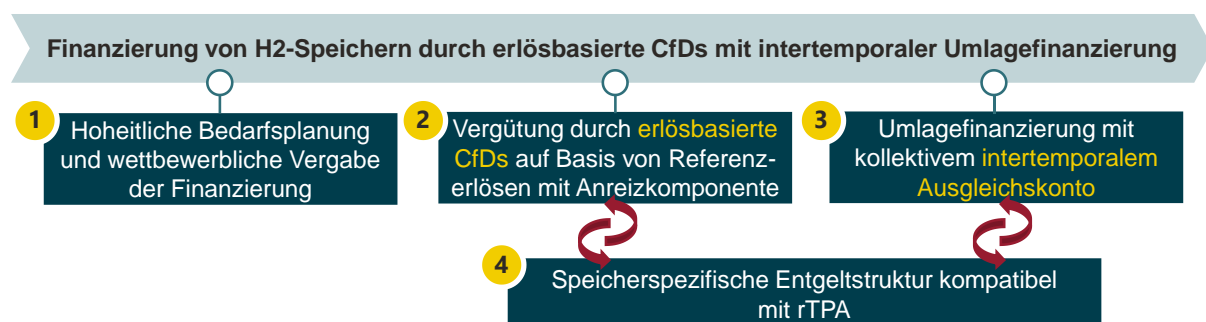 Finanzierung von H2-Speichern durch erlösbasierte CfDs mit intertemporaler Umlagefinanzierung
1
Hoheitliche Bedarfsplanung
und wettbewerbliche Vergabe
der Finanzierung
2
Vergütung durch erlösbasierte
CfDs auf Basis von Referenz-
erlösen mit Anreizkomponente
3
Umlagefinanzierung mit
kollektivem intertemporalem
Ausgleichskonto
4
Speicherspezifische Entgeltstruktur kompatibel
mit rTPA